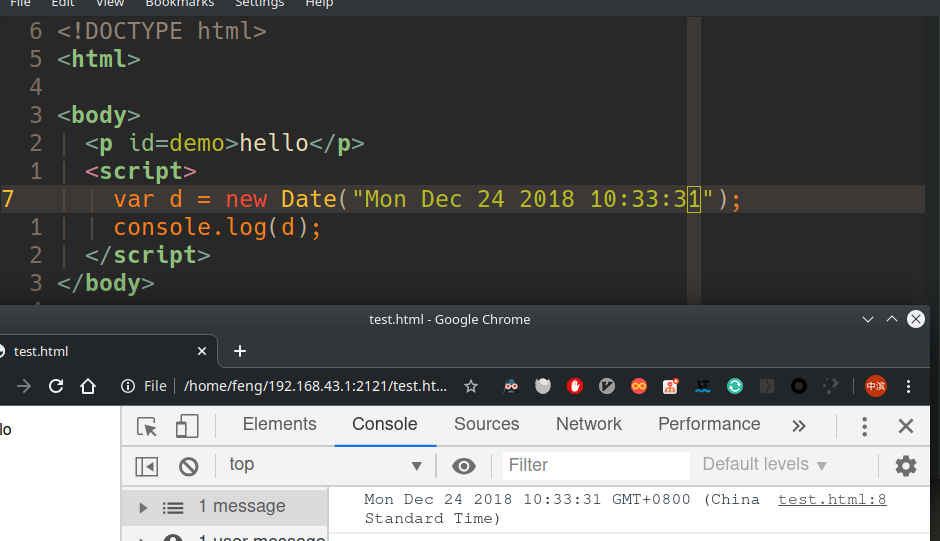 File Edit View Bookmarks Settings Help
6 <!DOCTYPE html>
5 <html>
4
3 <body>
2 <p id=demo>hello</p>
1 <script>
7 var d = new Date("Mon Dec 24 2018 10:33:31");
1 console.log(d);
2 </script>
3 </body>
test.html - Google Chrome
test.html
File /home/feng/192.168.43.1:2121/test.ht... 中滨
lo
Elements Console Sources Network Performance
top Filter Default levels
1 message
Mon Dec 24 2018 10:33:31 GMT+0800 (China test.html:8
Standard Time)
1 user message